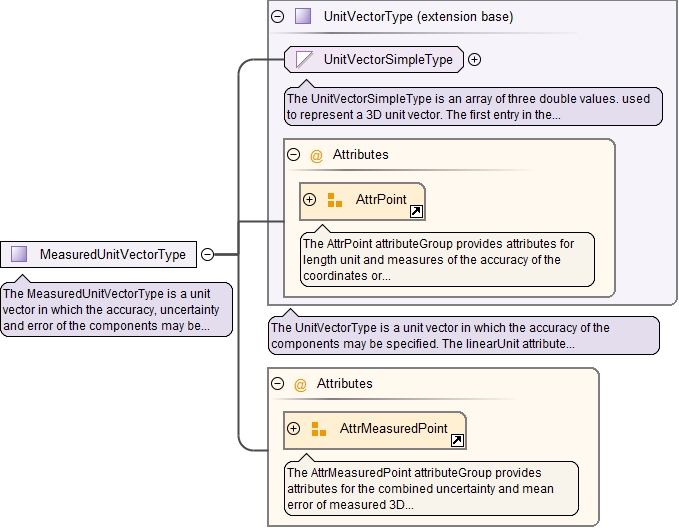 UnitVectorType (extension base)
UnitVectorSimpleType
The UnitVectorSimpleType is an array of three double values. used
to represent a 3D unit vector. The first entry in the...
@ Attributes
AttrPoint
The AttrPoint attributeGroup provides attributes for
length unit and measures of the accuracy of the
coordinates or...
MeasuredUnitVectorType
The MeasuredUnitVectorType is a unit
vector in which the accuracy, uncertainty
and error of the components may be...
The UnitVectorType is a unit vector in which the accuracy of the
components may be specified. The linearUnit attribute...
@ Attributes
AttrMeasuredPoint
The AttrMeasuredPoint attributeGroup provides
attributes for the combined uncertainty and mean
error of measured 3D...